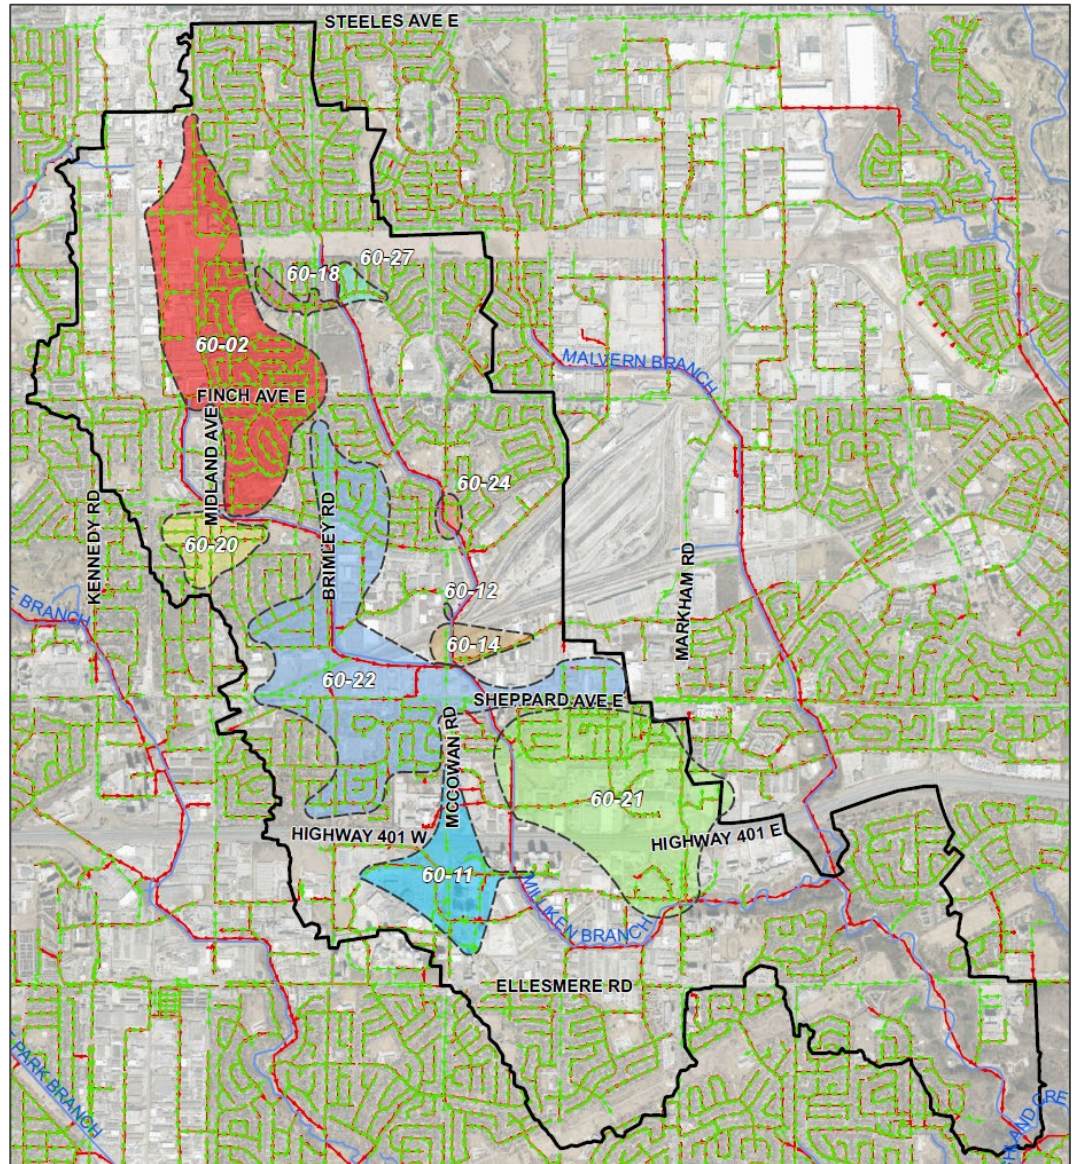 STEELES AVE E
60-27
60-18
60-02
MALVERN BRANCH
FINCH AVE E
MIDLAND AVE
60-24
KENNEDY RD
BRIMLEY RD
60-20
MARKHAM RD
60-12
E BRANCH
60-14
60-22
SHEPPARD AVE E
MCCOWAN RD
60-21
HIGHWAY 401 W
HIGHWAY 401 E
60-11
MILLIKEN BRANCH
ELLESMERE RD
PARK BRANCH